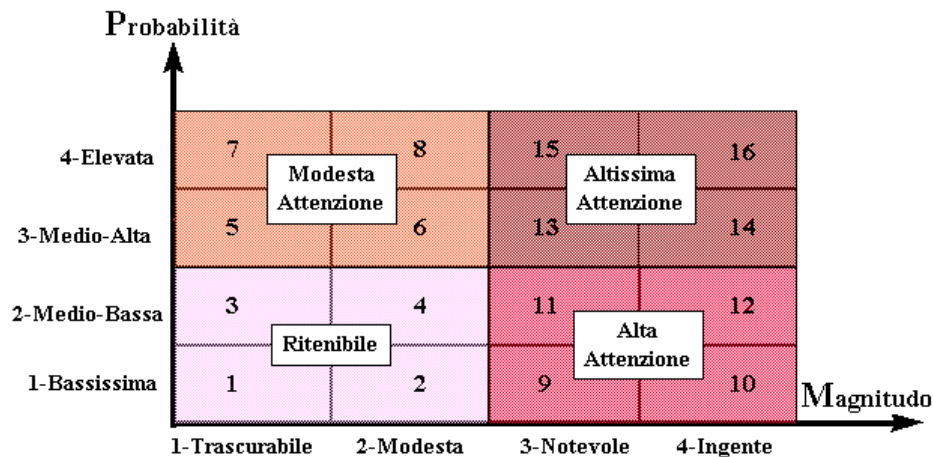 Probabilità
4-Elevata
7
8
15
16
Modesta
Attenzione
Altissima
Attenzione
3-Medio-Alta
5
6
13
14
2-Medio-Bassa
3
4
11
12
Ritenibile
Alta
Attenzione
1-Bassissima
1
2
9
10
Magnitudo
1-Trascurabile
2-Modesta
3-Notevole
4-Ingente